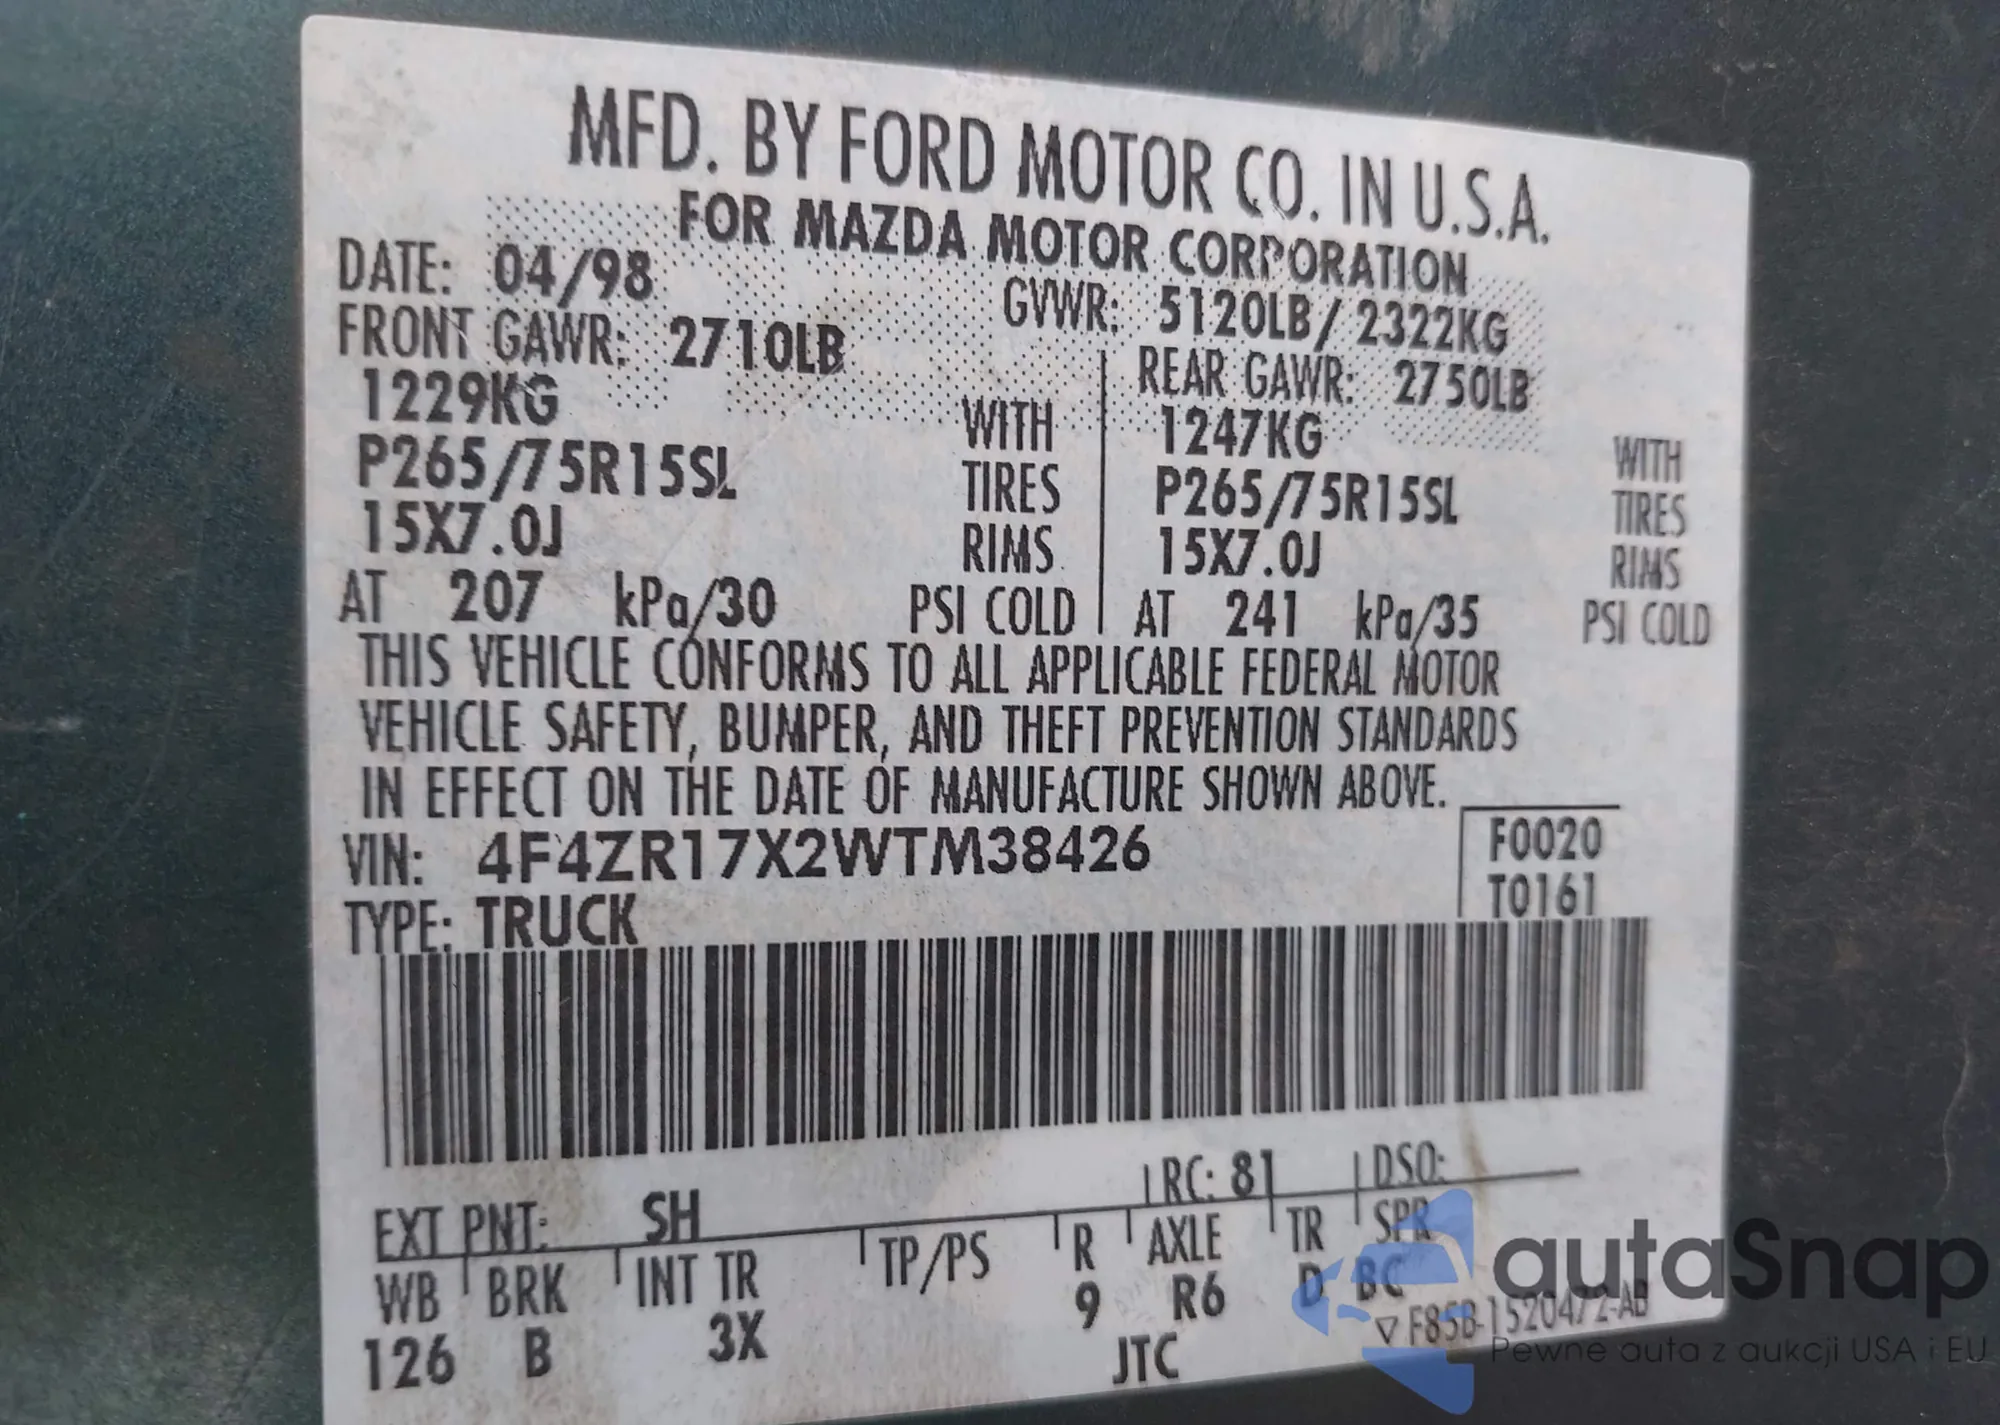 MFD. BY FORD MOTOR CO. IN U.S.A.
FOR MAZDA MOTOR CORPORATION
DATE: 04/98 GVWR: 5120LB/2322KG
FRONT GAWR: 2710LB REAR GAWR: 2750LB
1229KG WITH 1247KG WITH
P265/75R15SL TIRES P265/75R15SL TIRES
15X7.0J RIMS 15X7.0J RIMS
AT 207 kPa/30 PSI COLD AT 241 kPa/35 PSI COLD
THIS VEHICLE CONFORMS TO ALL APPLICABLE FEDERAL MOTOR
VEHICLE SAFETY, BUMPER, AND THEFT PREVENTION STANDARDS
IN EFFECT ON THE DATE OF MANUFACTURE SHOWN ABOVE.
VIN: 4F4ZR17X2WTM38426 F0020
TYPE: TRUCK T0161
EXT PNT: SH RC: 81 DSO:
WB BRK INT TR TP/PS R AXLE TR SPR
126 B 3X 9 R6 D BC
JTC ▽ F85B-1520472-AB
autaSnap
Pewne auta z aukcji USA i EU